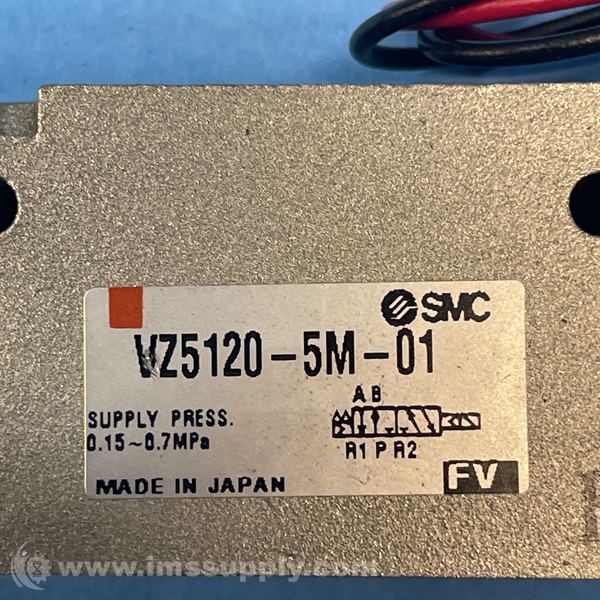 SMC
VZ5120-5M-01
SUPPLY PRESS.
0.15~0.7MPa
A B
R1 P R2
MADE IN JAPAN
FV
www.imssupply.com